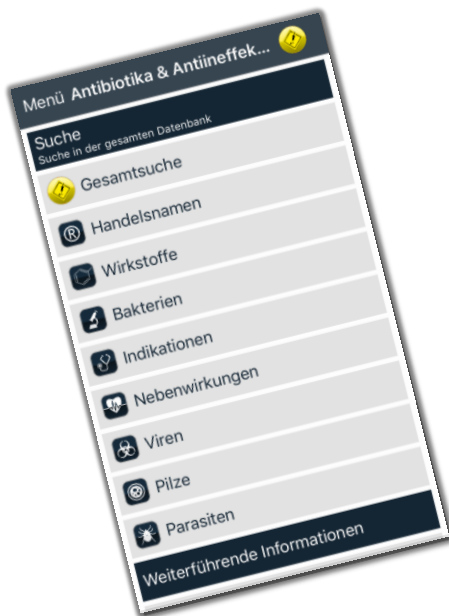 Menü Antibiotika & Antiineffek...
Suche
Suche in der gesamten Datenbank
Gesamtsuche
® Handelsnamen
Wirkstoffe
Bakterien
Indikationen
Nebenwirkungen
Viren
Pilze
Parasiten
Weiterführende Informationen